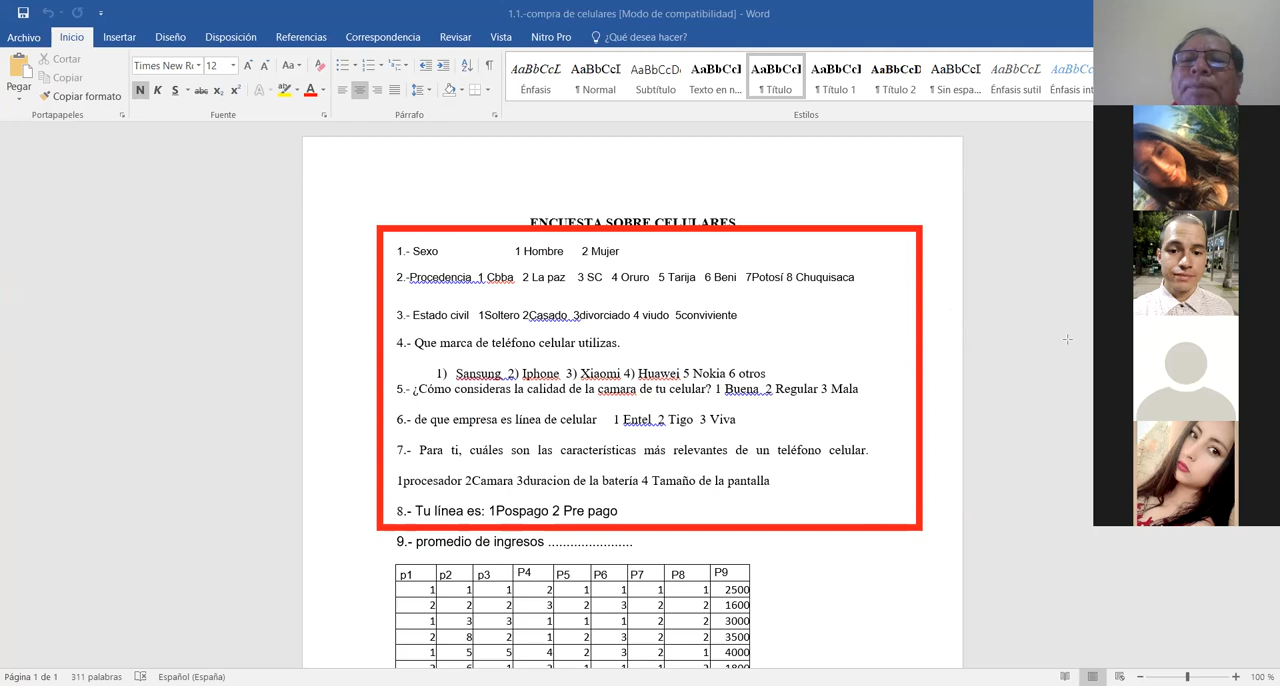 1.1.-compra de celulares [Modo de compatibilidad] - Word
Archivo Inicio Insertar Diseño Disposición Referencias Correspondencia Revisar Vista Nitro Pro ¿Qué desea hacer?
Pegar
Cortar
Copiar
Copiar formato
Portapapeles
Times New Ro 12
N K S abc x₂ x²
Fuente
Párrafo
AaBbCcL AaBbCcl AaBbCcD AaBbCcl AaBbCcl AaBbCcl AaBbCcD AaBbCcl AaBbCcL AaBbCcL
Énfasis ¶ Normal Subtítulo Texto en n... ¶ Título ¶ Título 1 ¶ Título 2 ¶ Sin espa... Énfasis sutil Énfasis int
Estilos
ENCUESTA SOBRE CELULARES
1.- Sexo 1 Hombre 2 Mujer
2.-Procedencia 1 Cbba 2 La paz 3 SC 4 Oruro 5 Tarija 6 Beni 7Potosí 8 Chuquisaca
3.- Estado civil 1Soltero 2Casado 3divorciado 4 viudo 5conviviente
4.- Que marca de teléfono celular utilizas.
1) Sansung 2) Iphone 3) Xiaomi 4) Huawei 5 Nokia 6 otros
5.- ¿Cómo consideras la calidad de la camara de tu celular? 1 Buena 2 Regular 3 Mala
6.- de que empresa es línea de celular 1 Entel 2 Tigo 3 Viva
7.- Para ti, cuáles son las características más relevantes de un teléfono celular.
1procesador 2Camara 3duracion de la batería 4 Tamaño de la pantalla
8.- Tu línea es: 1Pospago 2 Pre pago
9.- promedio de ingresos .......................
p1 p2 p3 P4 P5 P6 P7 P8 P9
1 1 1 2 1 1 1 1 2500
2 2 2 3 2 3 2 2 1600
1 3 3 1 1 1 2 2 3000
2 8 2 1 2 3 2 2 3500
1 5 5 4 2 3 2 1 4000
Página 1 de 1 311 palabras Español (España) 100 %